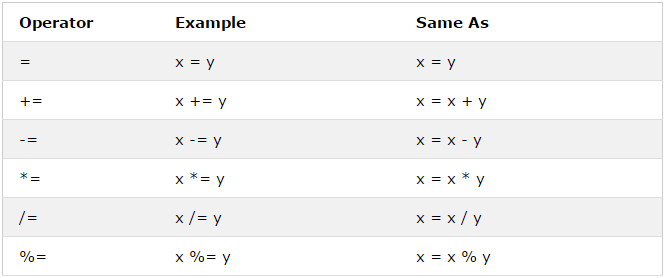 Operator Example Same As
= x = y x = y
+= x += y x = x + y
-= x -= y x = x - y
*= x *= y x = x * y
/= x /= y x = x / y
%= x %= y x = x % y